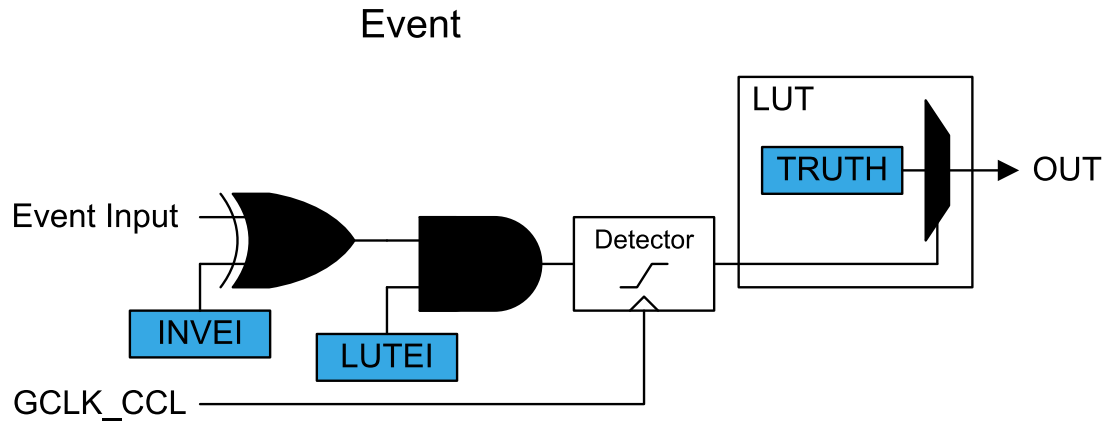 Event
LUT
TRUTH
OUT
Event Input
Detector
INVEI
LUTEI
GCLK_CCL